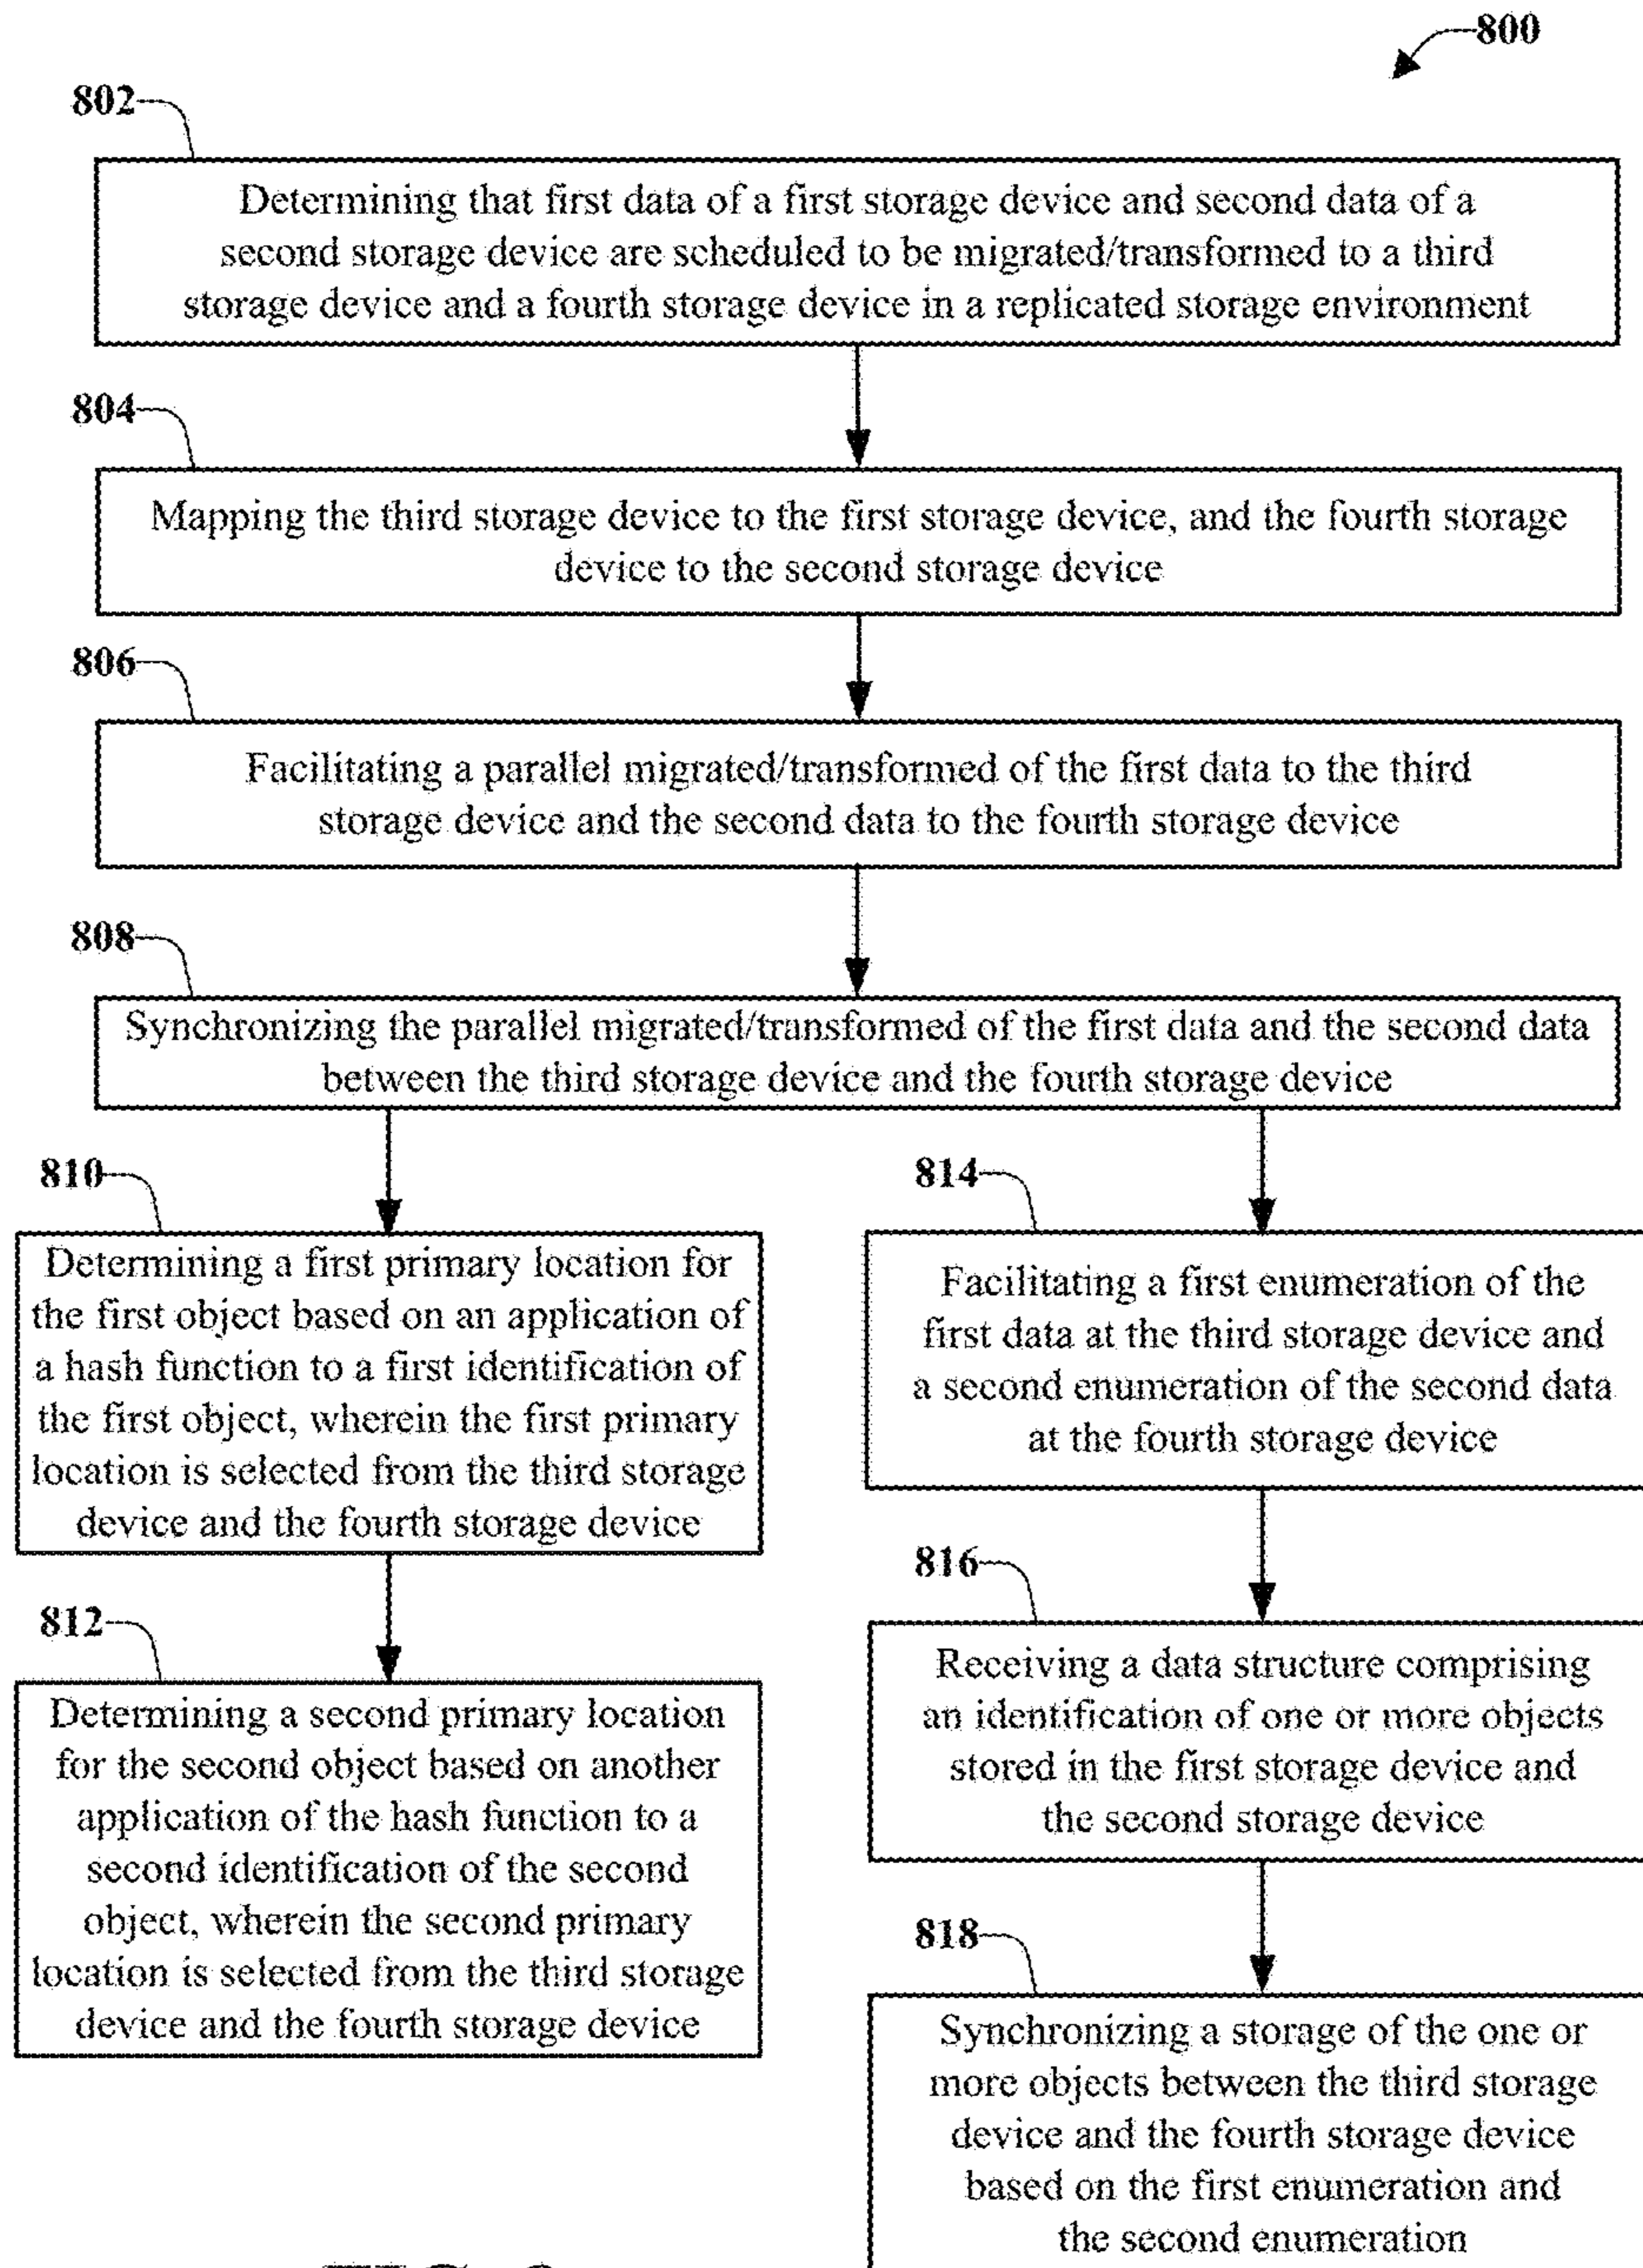 800
802
Determining that first data of a first storage device and second data of a
second storage device are scheduled to be migrated/transformed to a third
storage device and a fourth storage device in a replicated storage environment
804
Mapping the third storage device to the first storage device, and the fourth storage
device to the second storage device
806
Facilitating a parallel migrated/transformed of the first data to the third
storage device and the second data to the fourth storage device
808
Synchronizing the parallel migrated/transformed of the first data and the second data
between the third storage device and the fourth storage device
810
Determining a first primary location for
the first object based on an application of
a hash function to a first identification of
the first object, wherein the first primary
location is selected from the third storage
device and the fourth storage device
812
Determining a second primary location
for the second object based on another
application of the hash function to a
second identification of the second
object, wherein the second primary
location is selected from the third storage
device and the fourth storage device
814
Facilitating a first enumeration of the
first data at the third storage device and
a second enumeration of the second data
at the fourth storage device
816
Receiving a data structure comprising
an identification of one or more objects
stored in the first storage device and
the second storage device
818
Synchronizing a storage of the one or
more objects between the third storage
device and the fourth storage device
based on the first enumeration and
the second enumeration